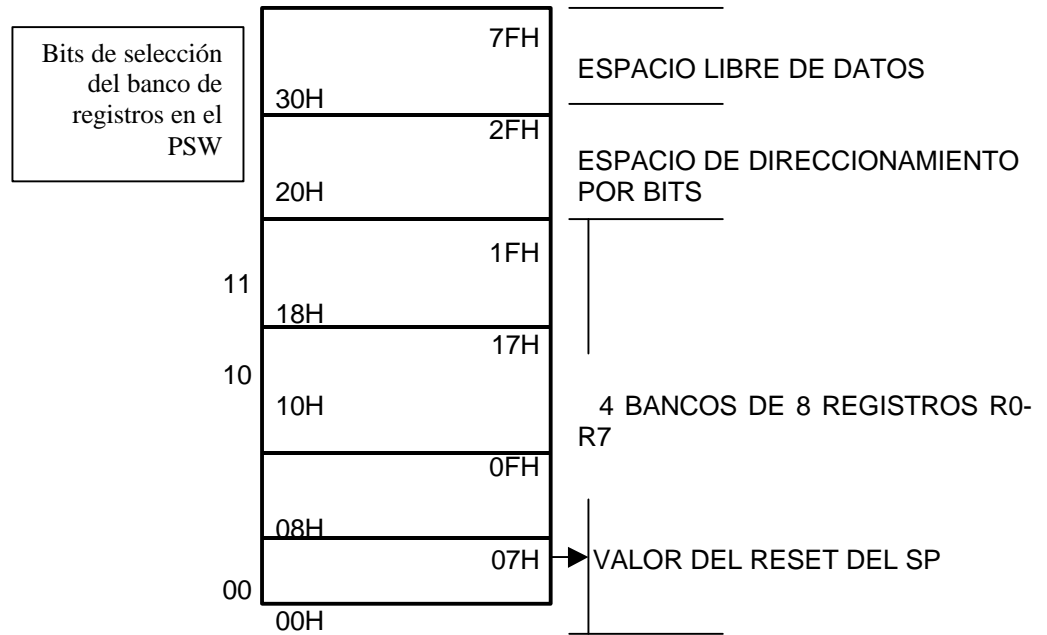 Bits de selección
del banco de
registros en el
PSW
7FH
30H
ESPACIO LIBRE DE DATOS
2FH
20H
ESPACIO DE DIRECCIONAMIENTO
POR BITS
1FH
11
18H
17H
10
10H
4 BANCOS DE 8 REGISTROS R0-
R7
0FH
08H
07H
VALOR DEL RESET DEL SP
00
00H